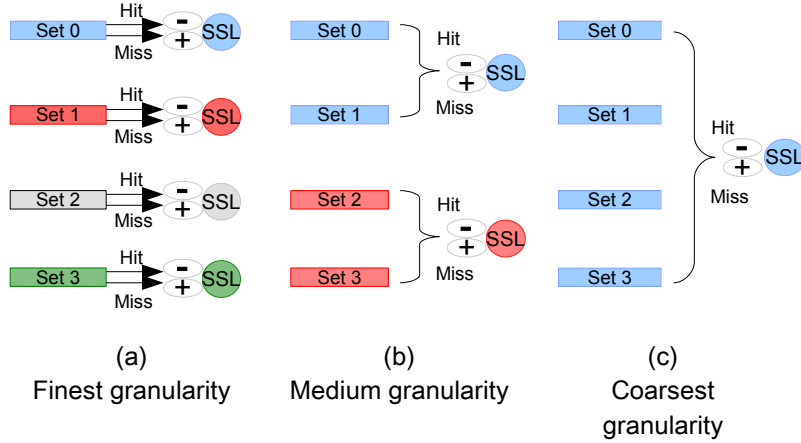 Set 0
Hit
Miss
-
+
SSL
Set 1
Hit
Miss
-
+
SSL
Set 2
Hit
Miss
-
+
SSL
Set 3
Hit
Miss
-
+
SSL
(a)
Finest granularity
Set 0
Set 1
Hit
-
+
SSL
Miss
Set 2
Set 3
Hit
-
+
SSL
Miss
(b)
Medium granularity
Set 0
Set 1
Set 2
Set 3
Hit
-
+
SSL
Miss
(c)
Coarsest
granularity